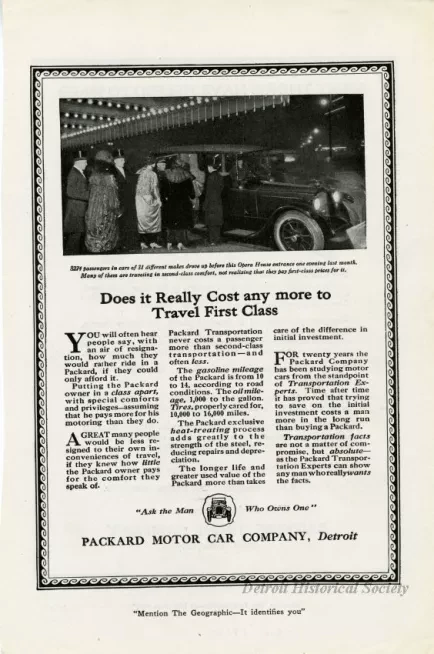 passengers in cars of 31 different makes drove up before this Opera House entrance one evening last month.
Many of them are traveling in second-class comfort, not realizing that they pay first-class prices for it.
Does it Really Cost any more to
Travel First Class
YOU will often hear
people say, with
an air of resigna-
tion, how much they
would rather ride in a
Packard, if they could
only afford it.
Putting the Packard
owner in a class apart,
with special comforts
and privileges—assuming
that he pays more for his
motoring than they do.
A GREAT many people
would be less re-
signed to their own in-
conveniences of travel,
if they knew how little
the Packard owner pays
for the comfort they
speak of.
Packard Transportation
never costs a passenger
more than second-class
transportation—and
often less.
The gasoline mileage
of the Packard is from 10
to 14, according to road
conditions. The oil mile-
age, 1,000 to the gallon.
Tires, properly cared for,
10,000 to 16,000 miles.
The Packard exclusive
heat-treating process
adds greatly to the
strength of the steel, re-
ducing repairs and depre-
ciation.
The longer life and
greater used value of the
Packard more than takes
care of the difference in
initial investment.
FOR twenty years the
Packard Company
has been studying motor
cars from the standpoint
of Transportation Ex-
perts. Time after time
it has proved that trying
to save on the initial
investment costs a man
more in the long run
than buying a Packard.
Transportation facts
are not a matter of com-
promise, but absolute—
as the Packard Transpor-
tation Experts can show
any man who really wants
the facts.
"Ask the Man Who Owns One"
PACKARD MOTOR CAR COMPANY, Detroit
Detroit Historical Society
"Mention The Geographic—It identifies you"